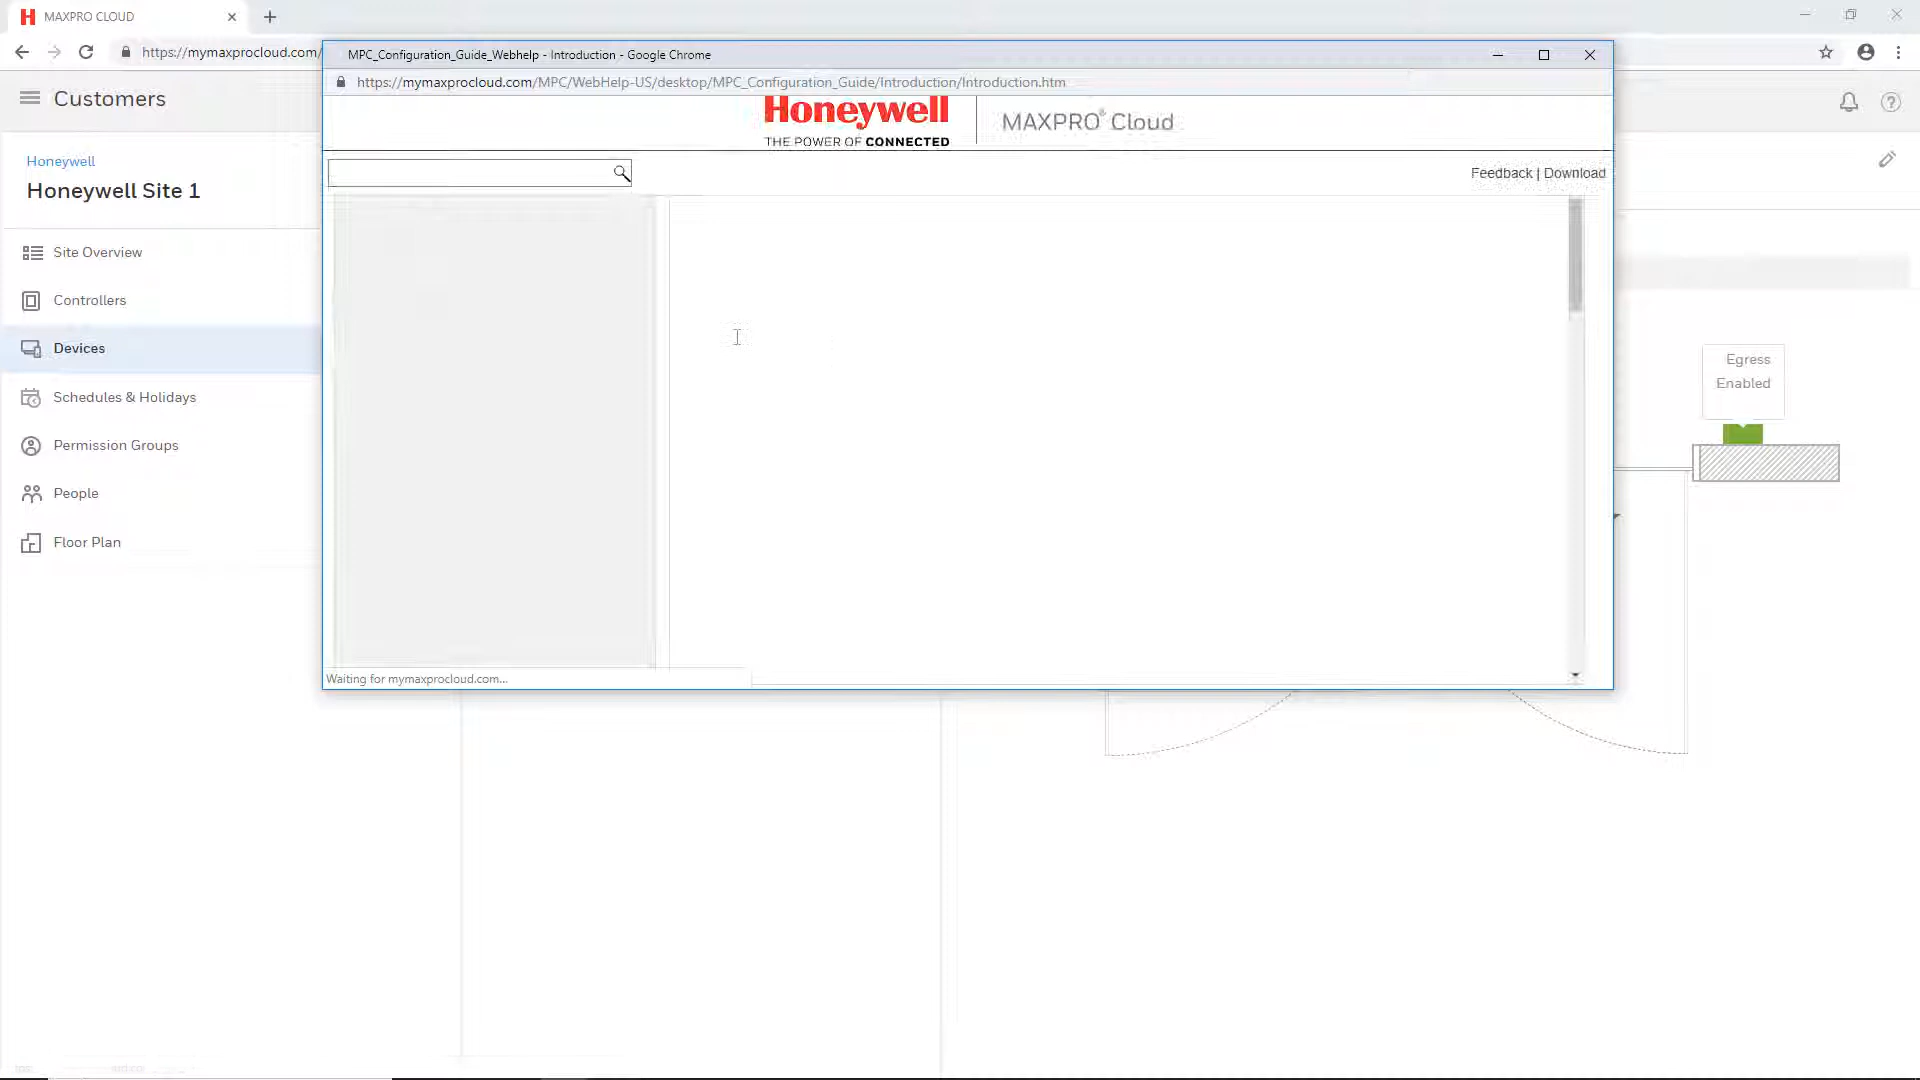 MAXPRO CLOUD
https://mymaxprocloud.com/
MPC_Configuration_Guide_Webhelp - Introduction - Google Chrome
https://mymaxprocloud.com/MPC/WebHelp-US/desktop/MPC_Configuration_Guide/Introduction/Introduction.htm
Customers
Honeywell
THE POWER OF CONNECTED
MAXPRO® Cloud
Feedback | Download
Honeywell
Honeywell Site 1
Site Overview
Controllers
Devices
Schedules & Holidays
Permission Groups
People
Floor Plan
Egress
Enabled
Waiting for mymaxprocloud.com...